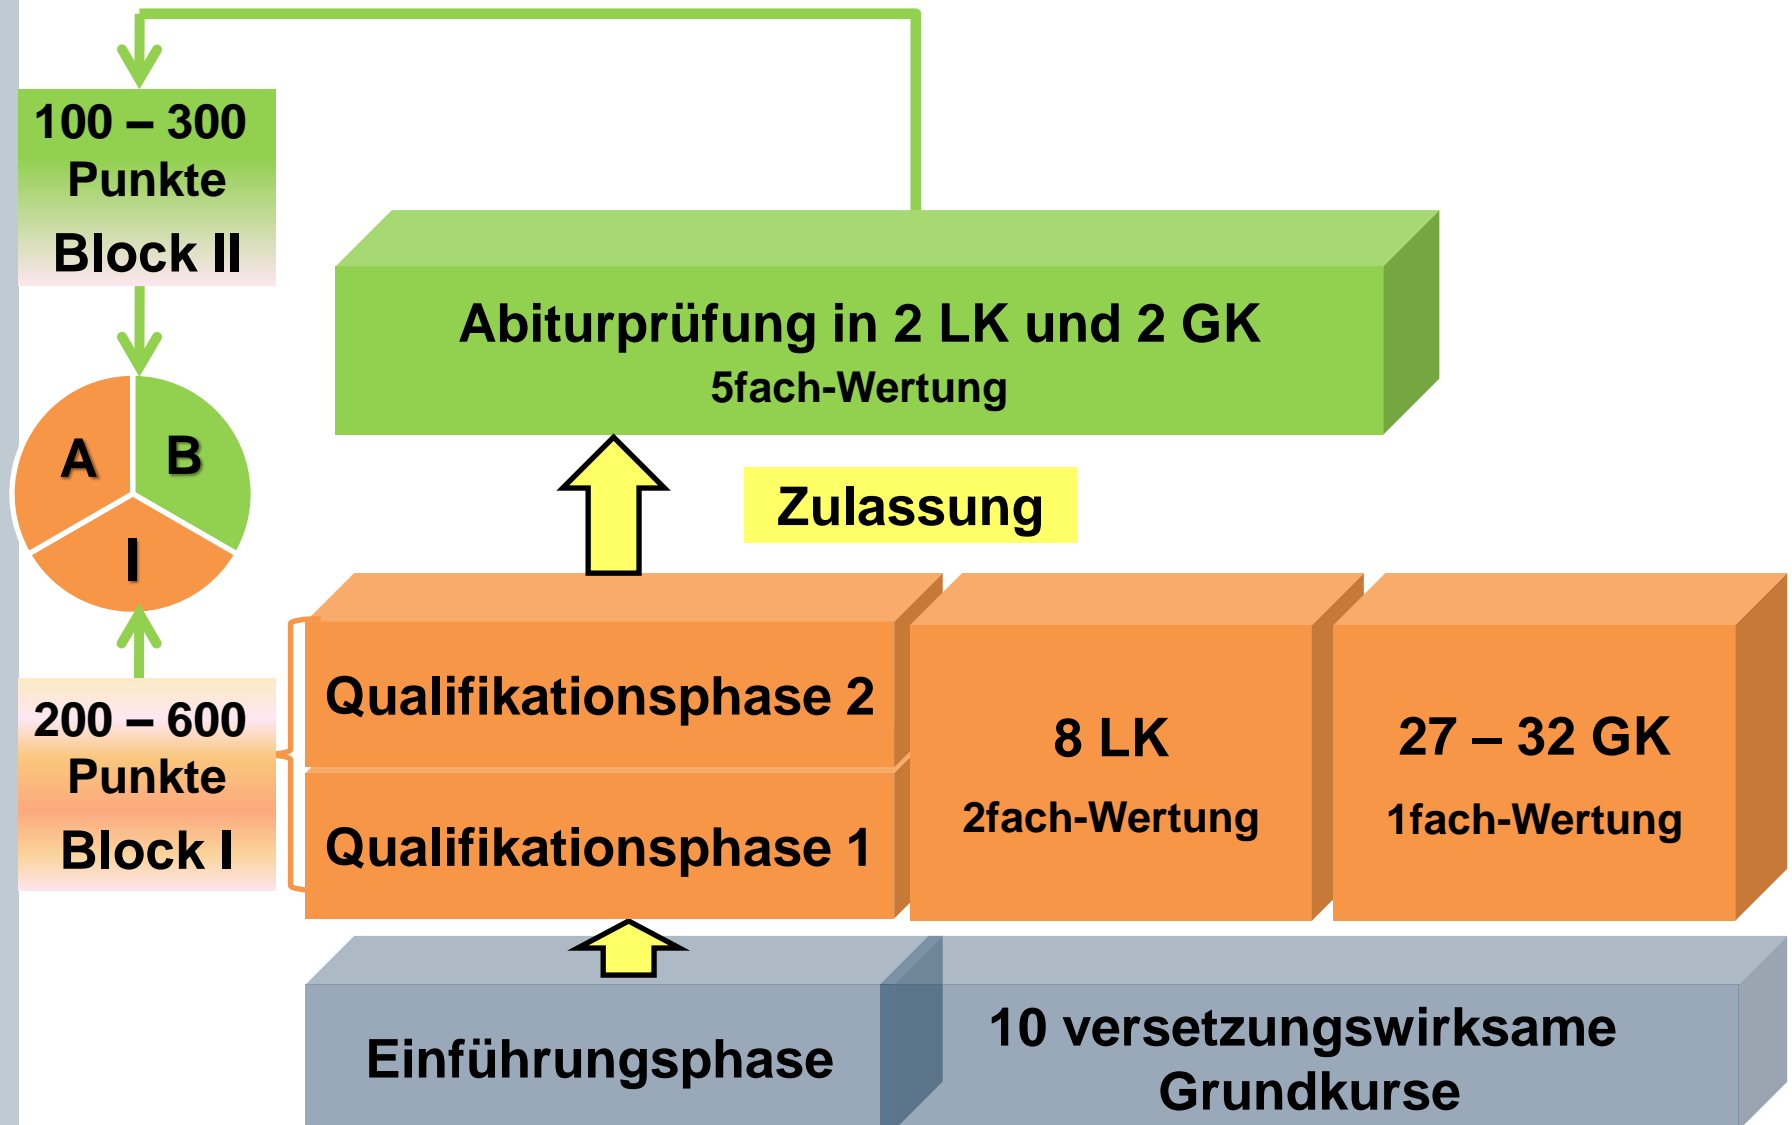 100 – 300
Punkte
Block II
Abiturprüfung in 2 LK und 2 GK
5fach-Wertung
A
B
I
Zulassung
200 – 600
Punkte
Block I
Qualifikationsphase 2
Qualifikationsphase 1
8 LK
2fach-Wertung
27 – 32 GK
1fach-Wertung
Einführungsphase
10 versetzungswirksame
Grundkurse